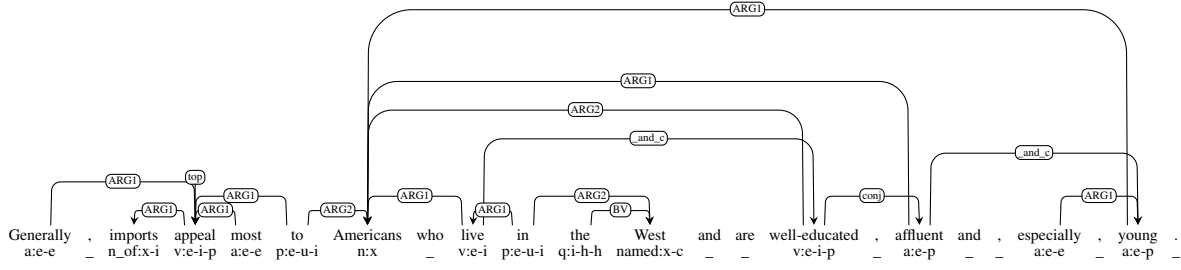 ARG1
ARG1
ARG2
_and_c
_and_c
ARG1 top ARG1 ARG1 ARG2 conj ARG1
ARG1 ARG1 ARG2 ARG1 BV
Generally , imports appeal most to Americans who live in the West and are well-educated , affluent and , especially , young .
a:e-e _ n_of:x-i v:e-i-p a:e-e p:e-u-i n:x _ v:e-i p:e-u-i q:i-h-h named:x-c _ _ v:e-i-p _ a:e-p _ _ a:e-e _ a:e-p _